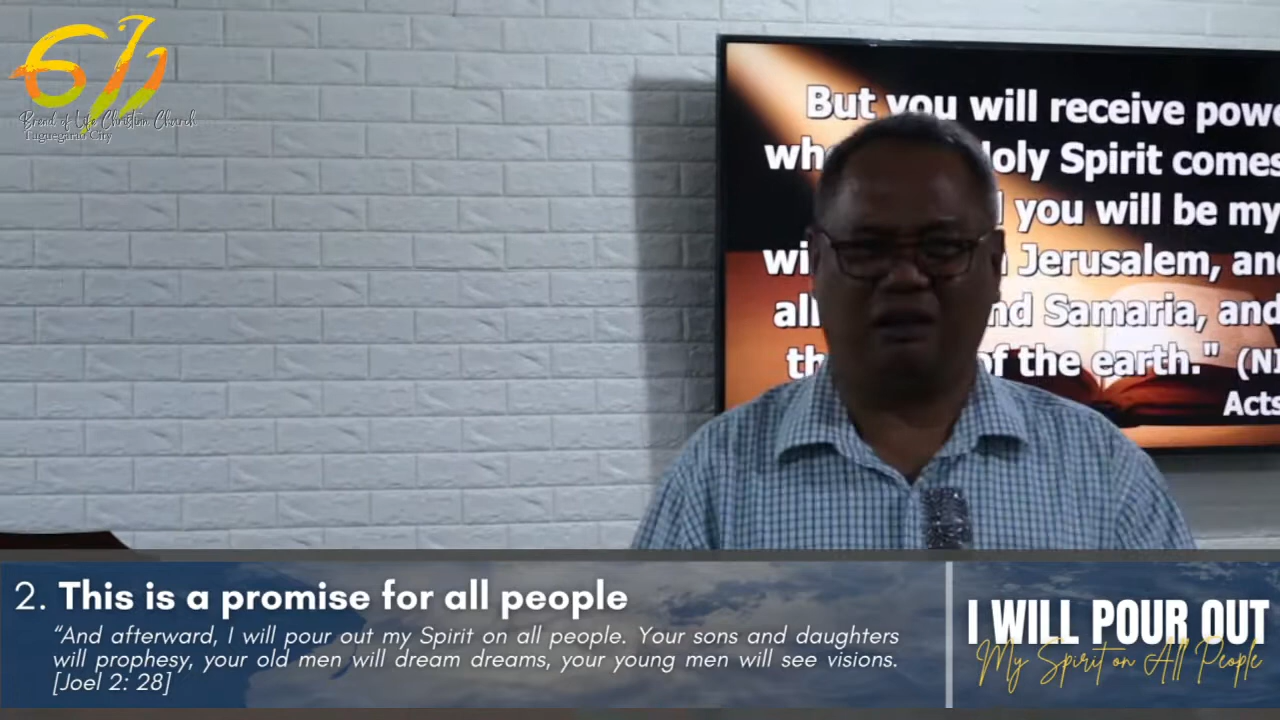 611
Bread of Life Christian Church
Tuguegarao City
But you will receive powe
wh oly Spirit comes
you will be my
wi Jerusalem, and
all nd Samaria, and
th of the earth." (NI
Acts
2. This is a promise for all people
“And afterward, I will pour out my Spirit on all people. Your sons and daughters
will prophesy, your old men will dream dreams, your young men will see visions.
[Joel 2: 28]
I WILL POUR OUT
My Spirit on All People